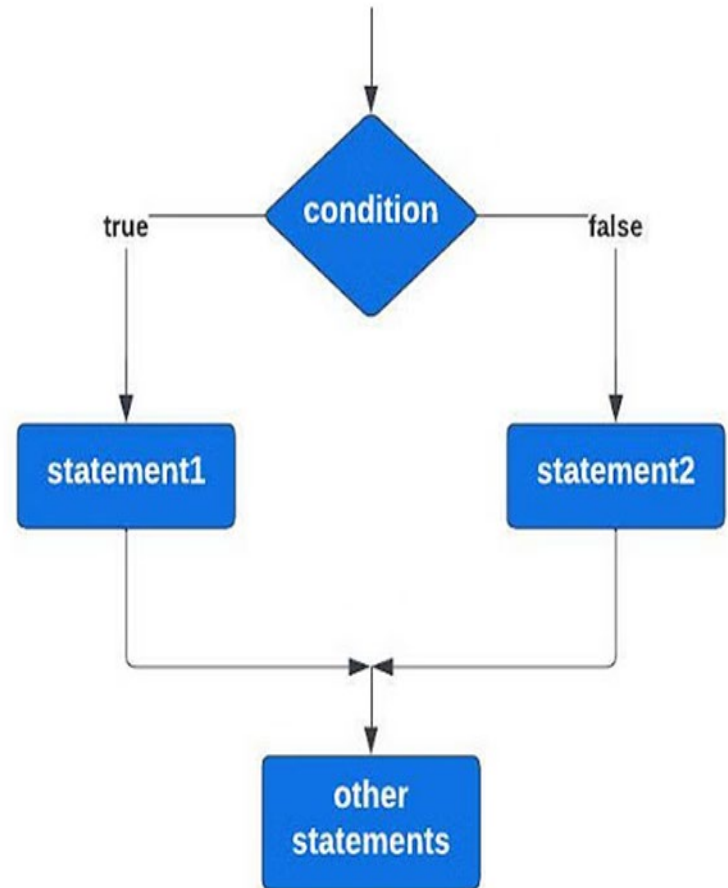 condition
true
false
statement1
statement2
other
statements